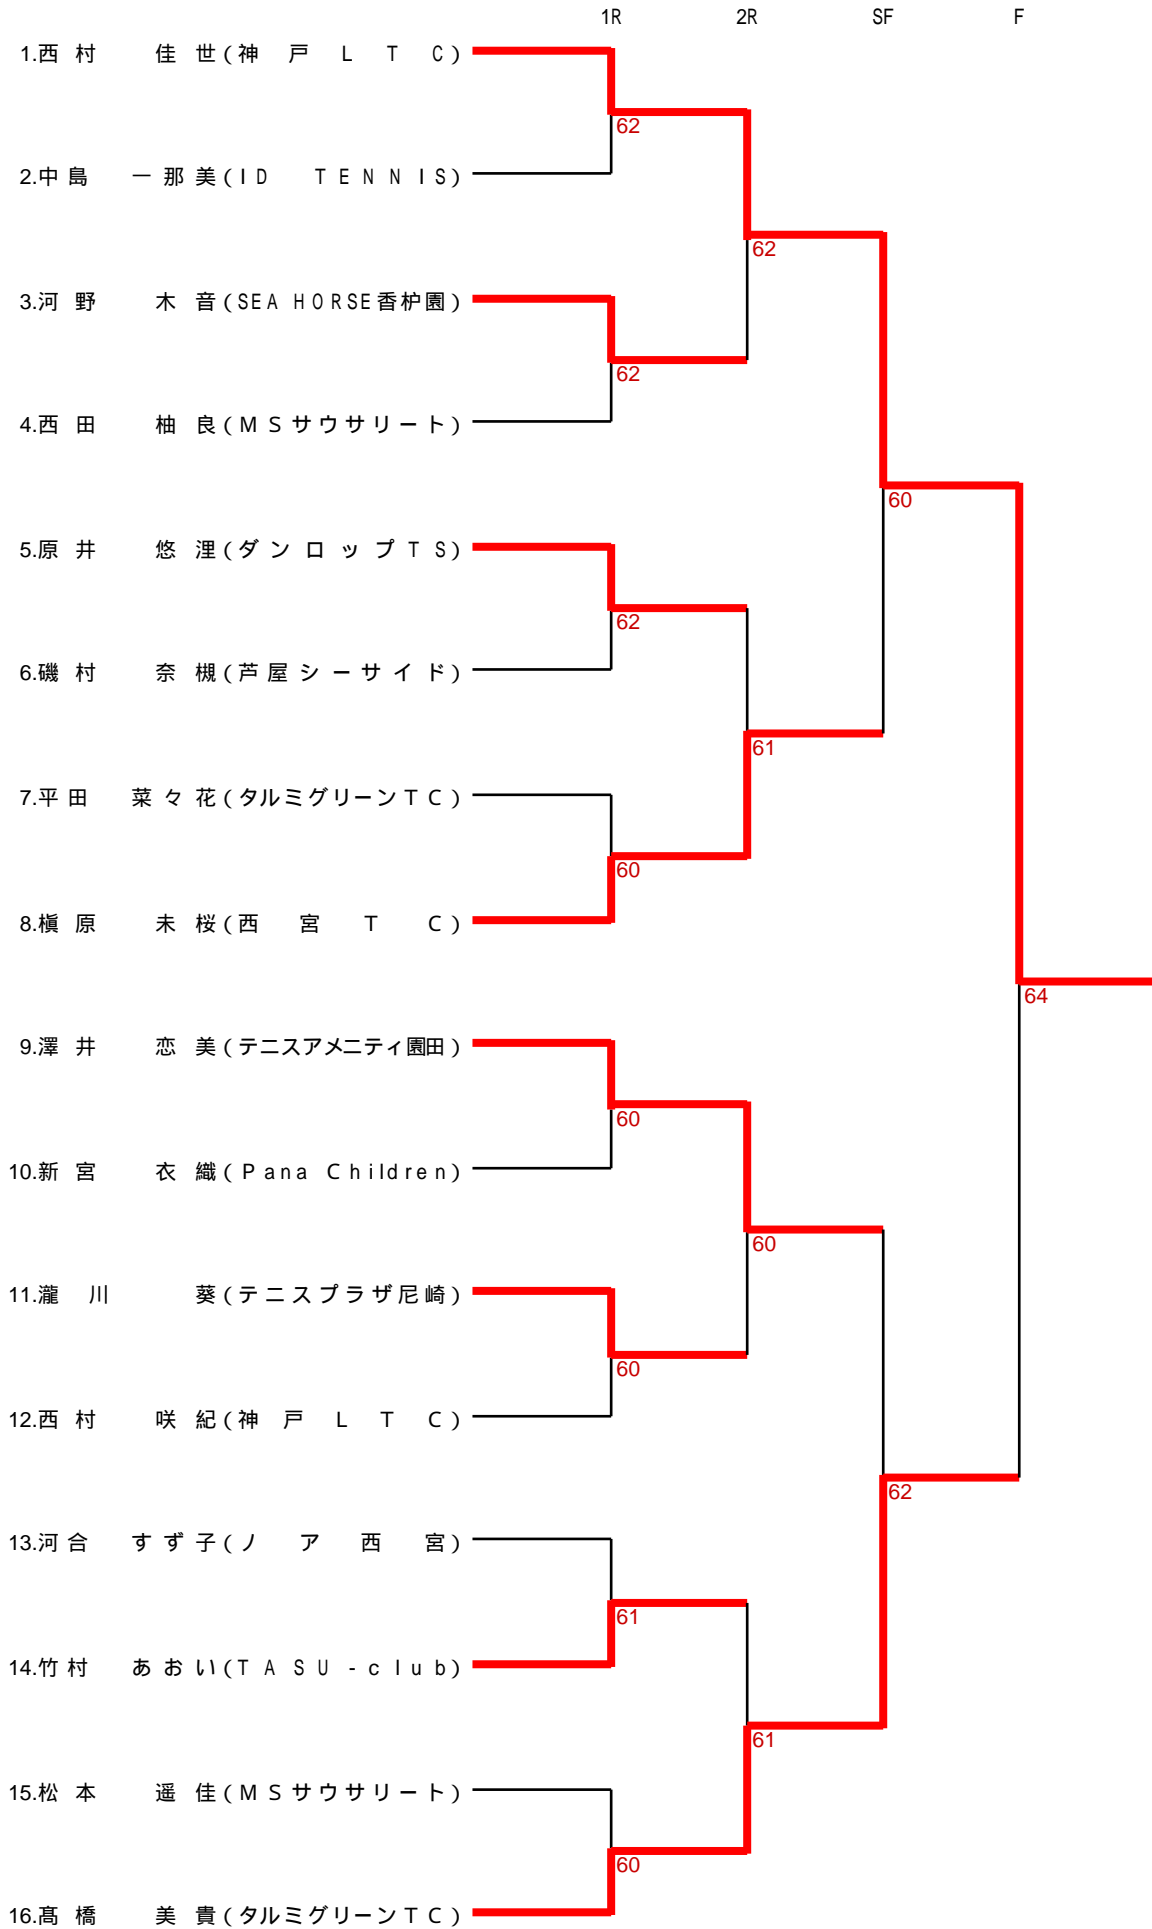 1R 2R SF F
1.西村 佳世(神戸LTC)
62
2.中島 一那美(ID TENNIS)
62
3.河野 木音(SEA HORSE香枦園)
62
4.西田 柚良(MSサウサリート)
60
5.原井 悠浬(ダンロップTS)
62
6.磯村 奈槻(芦屋シーサイド)
61
7.平田 菜々花(タルミグリーンTC)
60
8.槇原 未桜(西宮TC)
64
9.澤井 恋美(テニスアメニティ園田)
60
10.新宮 衣織(Pana Children)
60
11.瀧川 葵(テニスプラザ尼崎)
60
12.西村 咲紀(神戸LTC)
62
13.河合 すず子(ノア西宮)
61
14.竹村 あおい(TASU-club)
61
15.松本 遥佳(MSサウサリート)
60
16.髙橋 美貴(タルミグリーンTC)